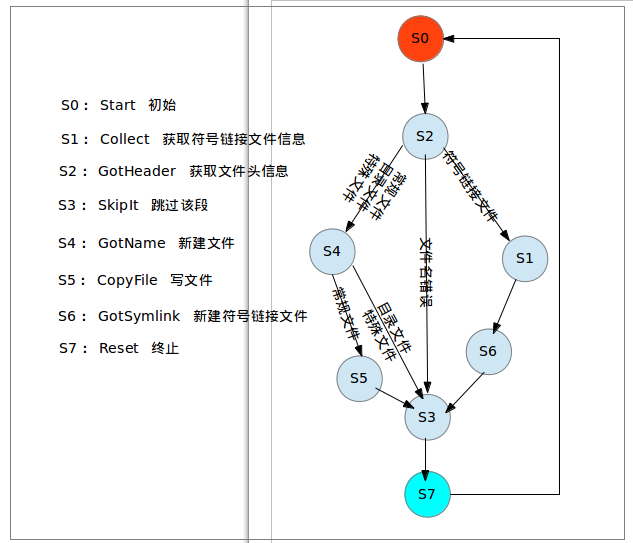 S0： Start 初始
S1： Collect 获取符号链接文件信息
S2： GotHeader 获取文件头信息
S3： SkipIt 跳过该段
S4： GotName 新建文件
S5： CopyFile 写文件
S6： GotSymlink 新建符号链接文件
S7： Reset 终止
S0
S2
常规文件
目录文件
特殊文件
符号链接文件
文件名错误
S4
S1
常规文件
目录文件
特殊文件
S6
S5
S3
S7